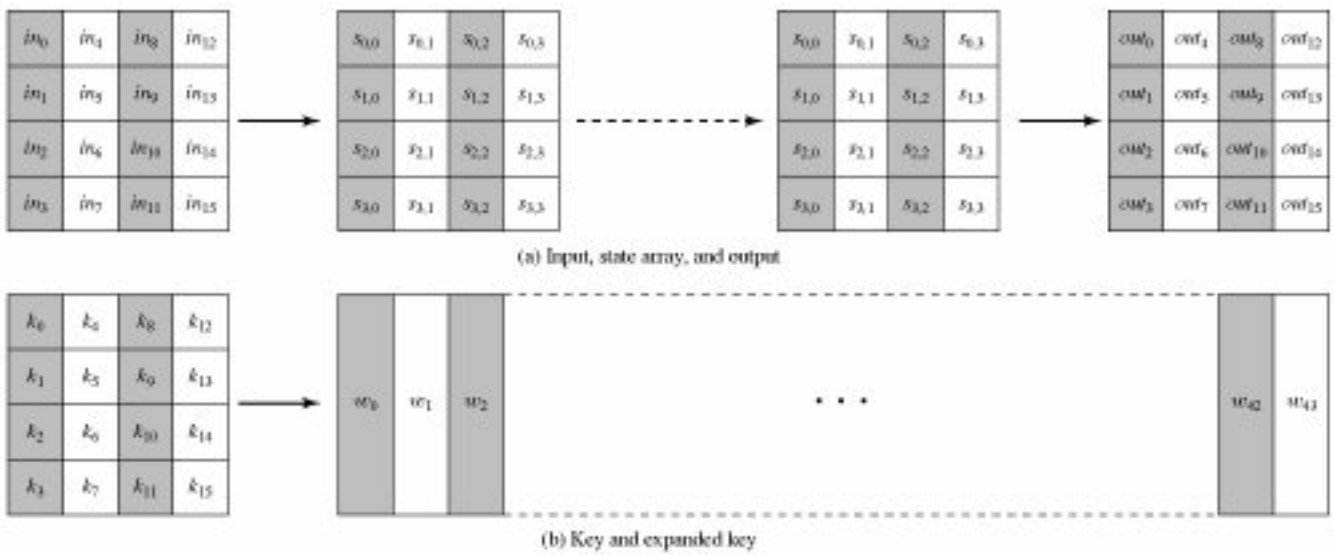 in₀ in₄ in₈ in₁₂ s₀,₀ s₀,₁ s₀,₂ s₀,₃ s₀,₀ s₀,₁ s₀,₂ s₀,₃ out₀ out₄ out₈ out₁₂
in₁ in₅ in₉ in₁₃ s₁,₀ s₁,₁ s₁,₂ s₁,₃ s₁,₀ s₁,₁ s₁,₂ s₁,₃ out₁ out₅ out₉ out₁₃
in₂ in₆ in₁₀ in₁₄ s₂,₀ s₂,₁ s₂,₂ s₂,₃ s₂,₀ s₂,₁ s₂,₂ s₂,₃ out₂ out₆ out₁₀ out₁₄
in₃ in₇ in₁₁ in₁₅ s₃,₀ s₃,₁ s₃,₂ s₃,₃ s₃,₀ s₃,₁ s₃,₂ s₃,₃ out₃ out₇ out₁₁ out₁₅
(a) Input, state array, and output
k₀ k₄ k₈ k₁₂
k₁ k₅ k₉ k₁₃
w₀ w₁ w₂ • • • w₄₂ w₄₃
k₂ k₆ k₁₀ k₁₄
k₃ k₇ k₁₁ k₁₅
(b) Key and expanded key